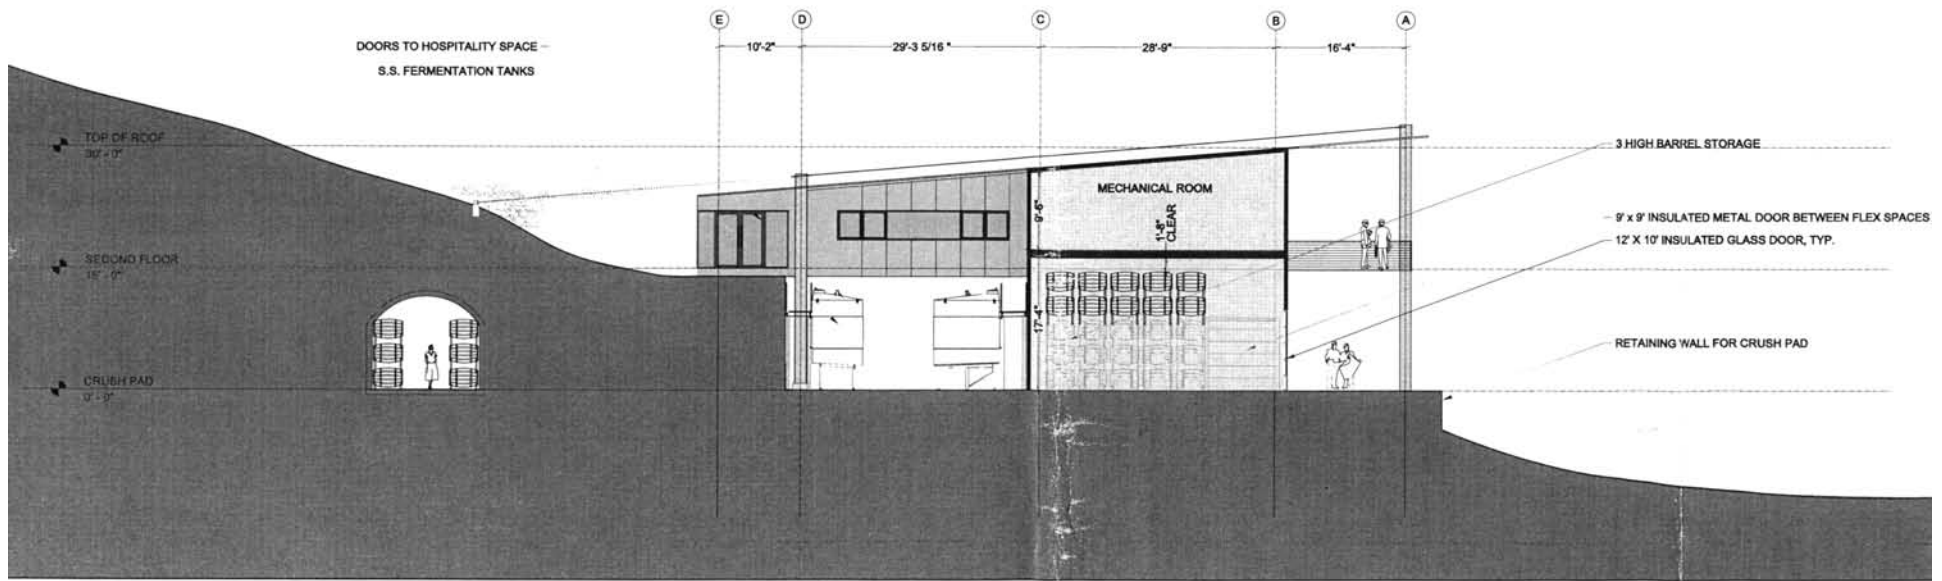 E D C B A
10'-2" 29'-3 5/16 " 28'-9" 16'-4"
DOORS TO HOSPITALITY SPACE
S.S. FERMENTATION TANKS
TOP OF ROOF
30' - 0"
3 HIGH BARREL STORAGE
MECHANICAL ROOM
9'-6"
1'-8"
CLEAR
9' x 9' INSULATED METAL DOOR BETWEEN FLEX SPACES
12' X 10' INSULATED GLASS DOOR, TYP.
SECOND FLOOR
15' - 0"
17'-4"
RETAINING WALL FOR CRUSH PAD
CRUSH PAD
0' - 0"